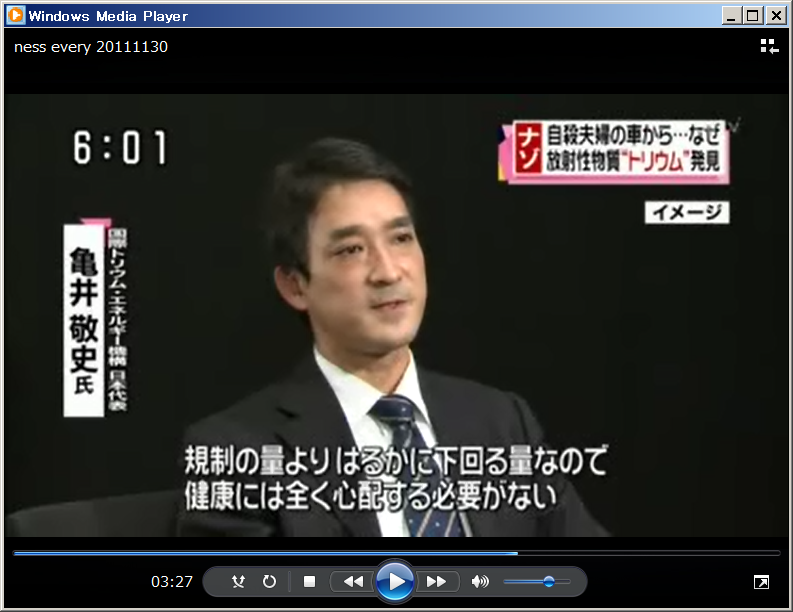 Windows Media Player
ness every 20111130
6:01
ナゾ
自殺夫婦の車から…なぜ
放射性物質“トリウム”発見
イメージ
国際トリウム・エネルギー機構 日本代表
亀井 敬史氏
規制の量より はるかに下回る量なので
健康には全く心配する必要がない
03:27